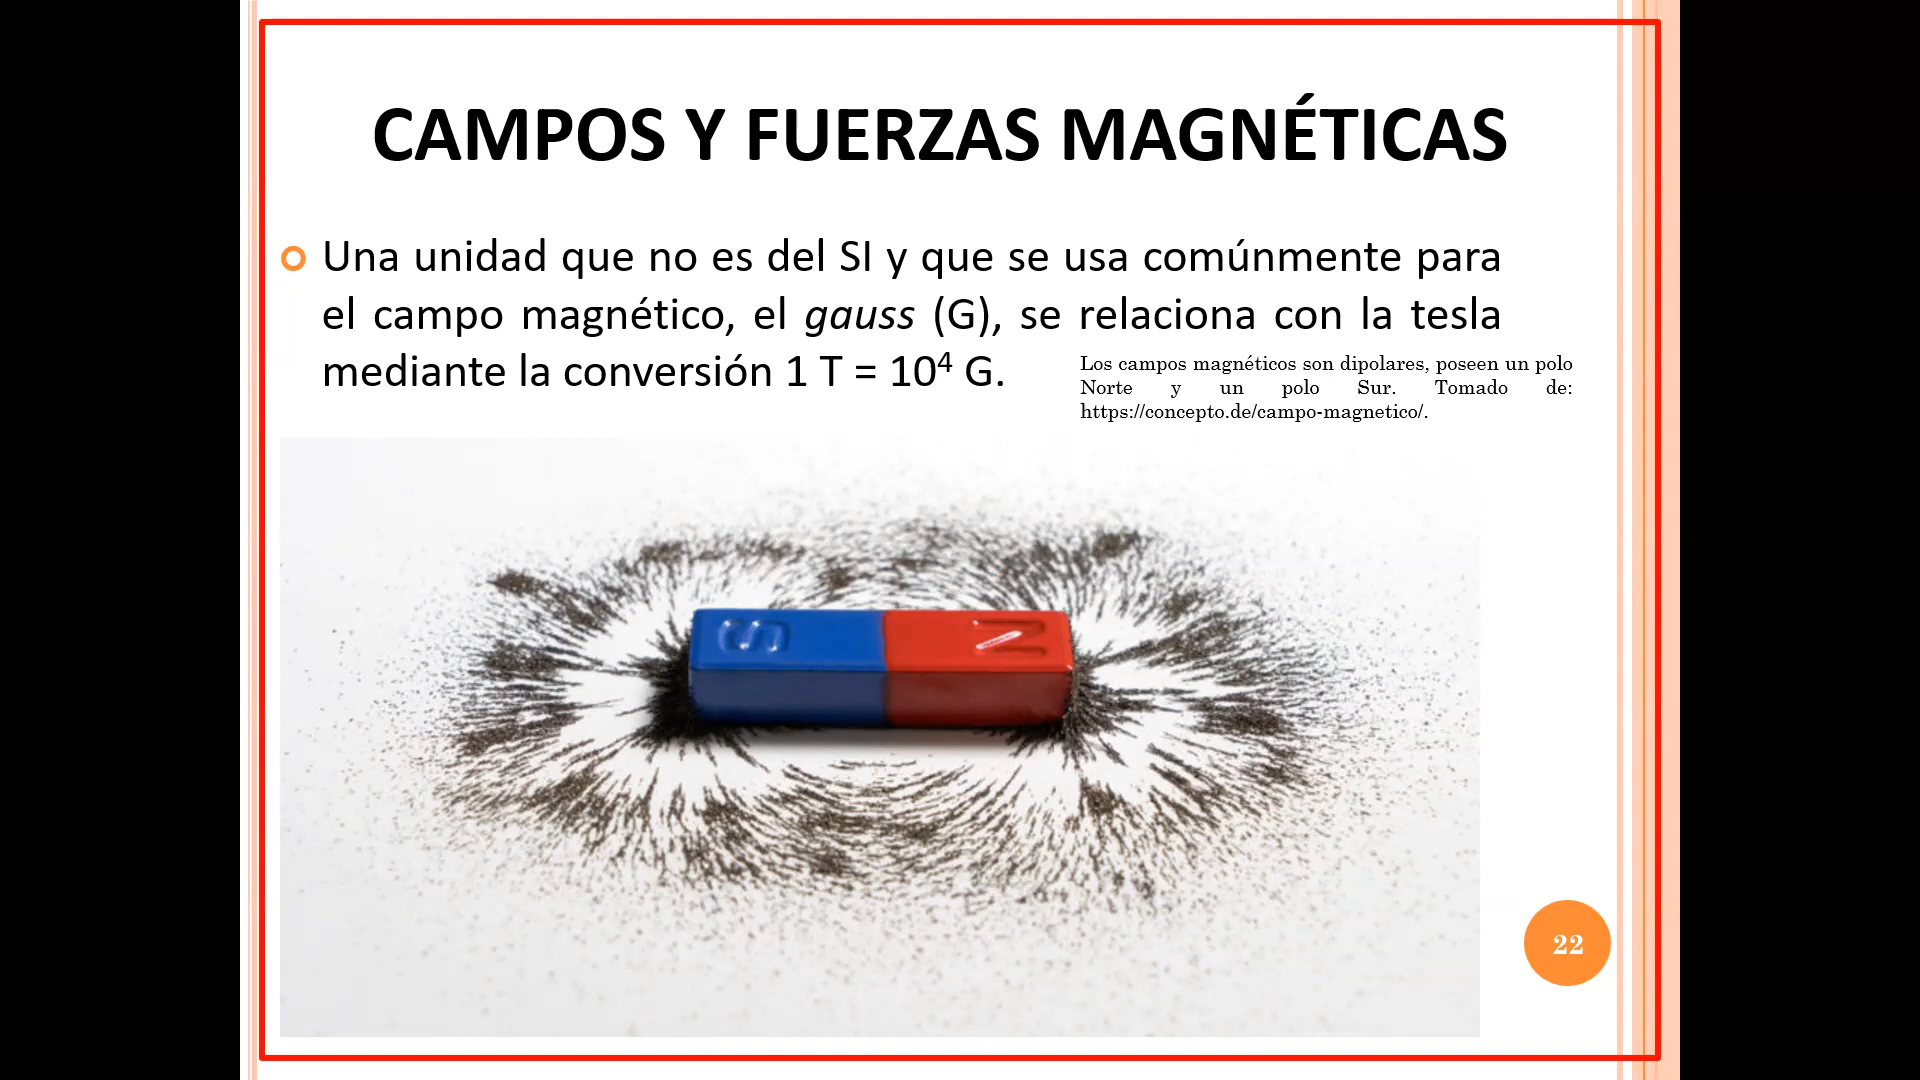 CAMPOS Y FUERZAS MAGNÉTICAS
Una unidad que no es del SI y que se usa comúnmente para
el campo magnético, el gauss (G), se relaciona con la tesla
mediante la conversión 1 T = 10⁴ G.
Los campos magnéticos son dipolares, poseen un polo
Norte y un polo Sur. Tomado de:
https://concepto.de/campo-magnetico/.
S N
22